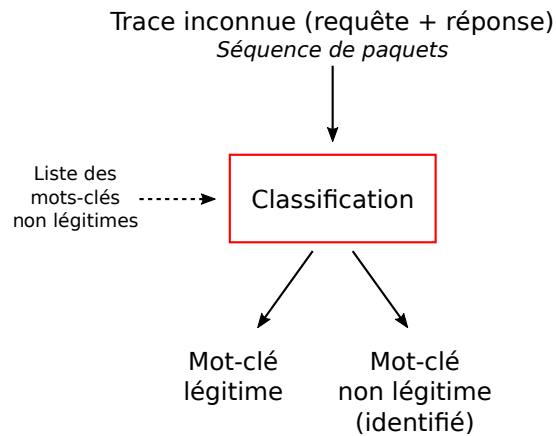 Trace inconnue (requête + réponse)
Séquence de paquets
Liste des
mots-clés
non légitimes
Classification
Mot-clé
légitime
Mot-clé
non légitime
(identifié)